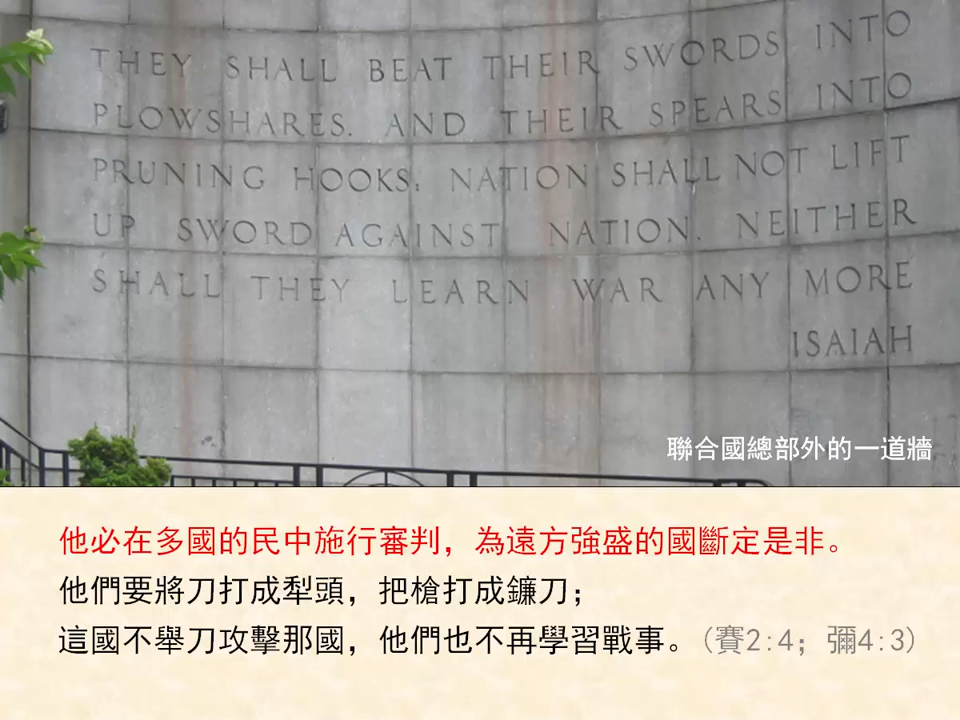 THEY SHALL BEAT THEIR SWORDS INTO
PLOWSHARES. AND THEIR SPEARS INTO
PRUNING HOOKS: NATION SHALL NOT LIFT
UP SWORD AGAINST NATION. NEITHER
SHALL THEY LEARN WAR ANY MORE
ISAIAH
聯合國總部外的一道牆
他必在多國的民中施行審判，為遠方強盛的國斷定是非。
他們要將刀打成犁頭，把槍打成鐮刀；
這國不舉刀攻擊那國，他們也不再學習戰事。(賽2:4；彌4:3)